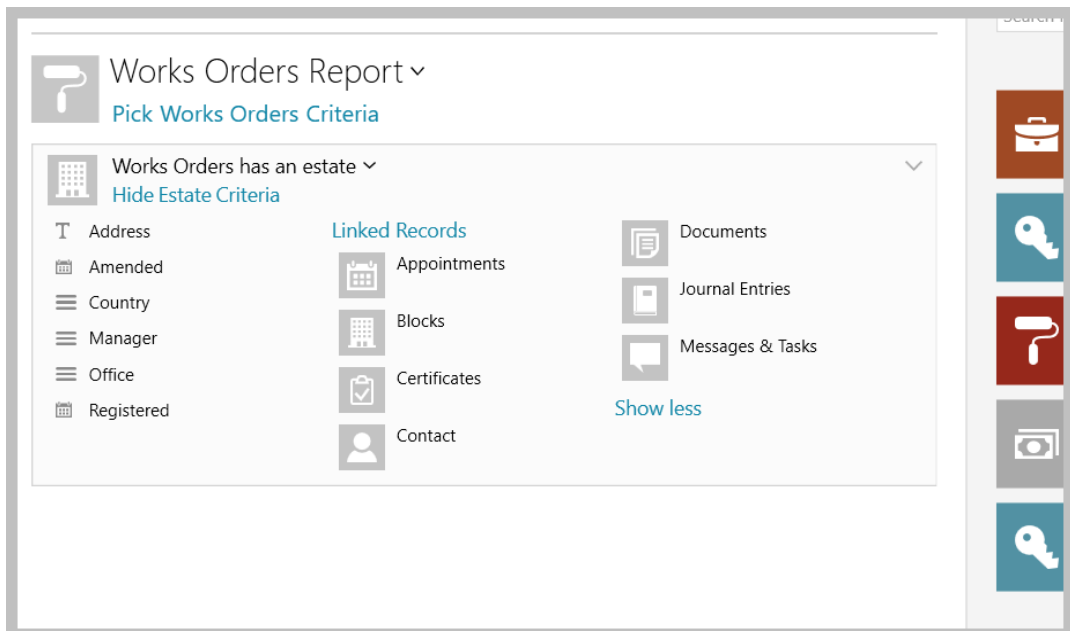 Works Orders Report
Pick Works Orders Criteria
Works Orders has an estate
Hide Estate Criteria
Address
Amended
Country
Manager
Office
Registered
Linked Records
Appointments
Blocks
Certificates
Contact
Documents
Journal Entries
Messages & Tasks
Show less